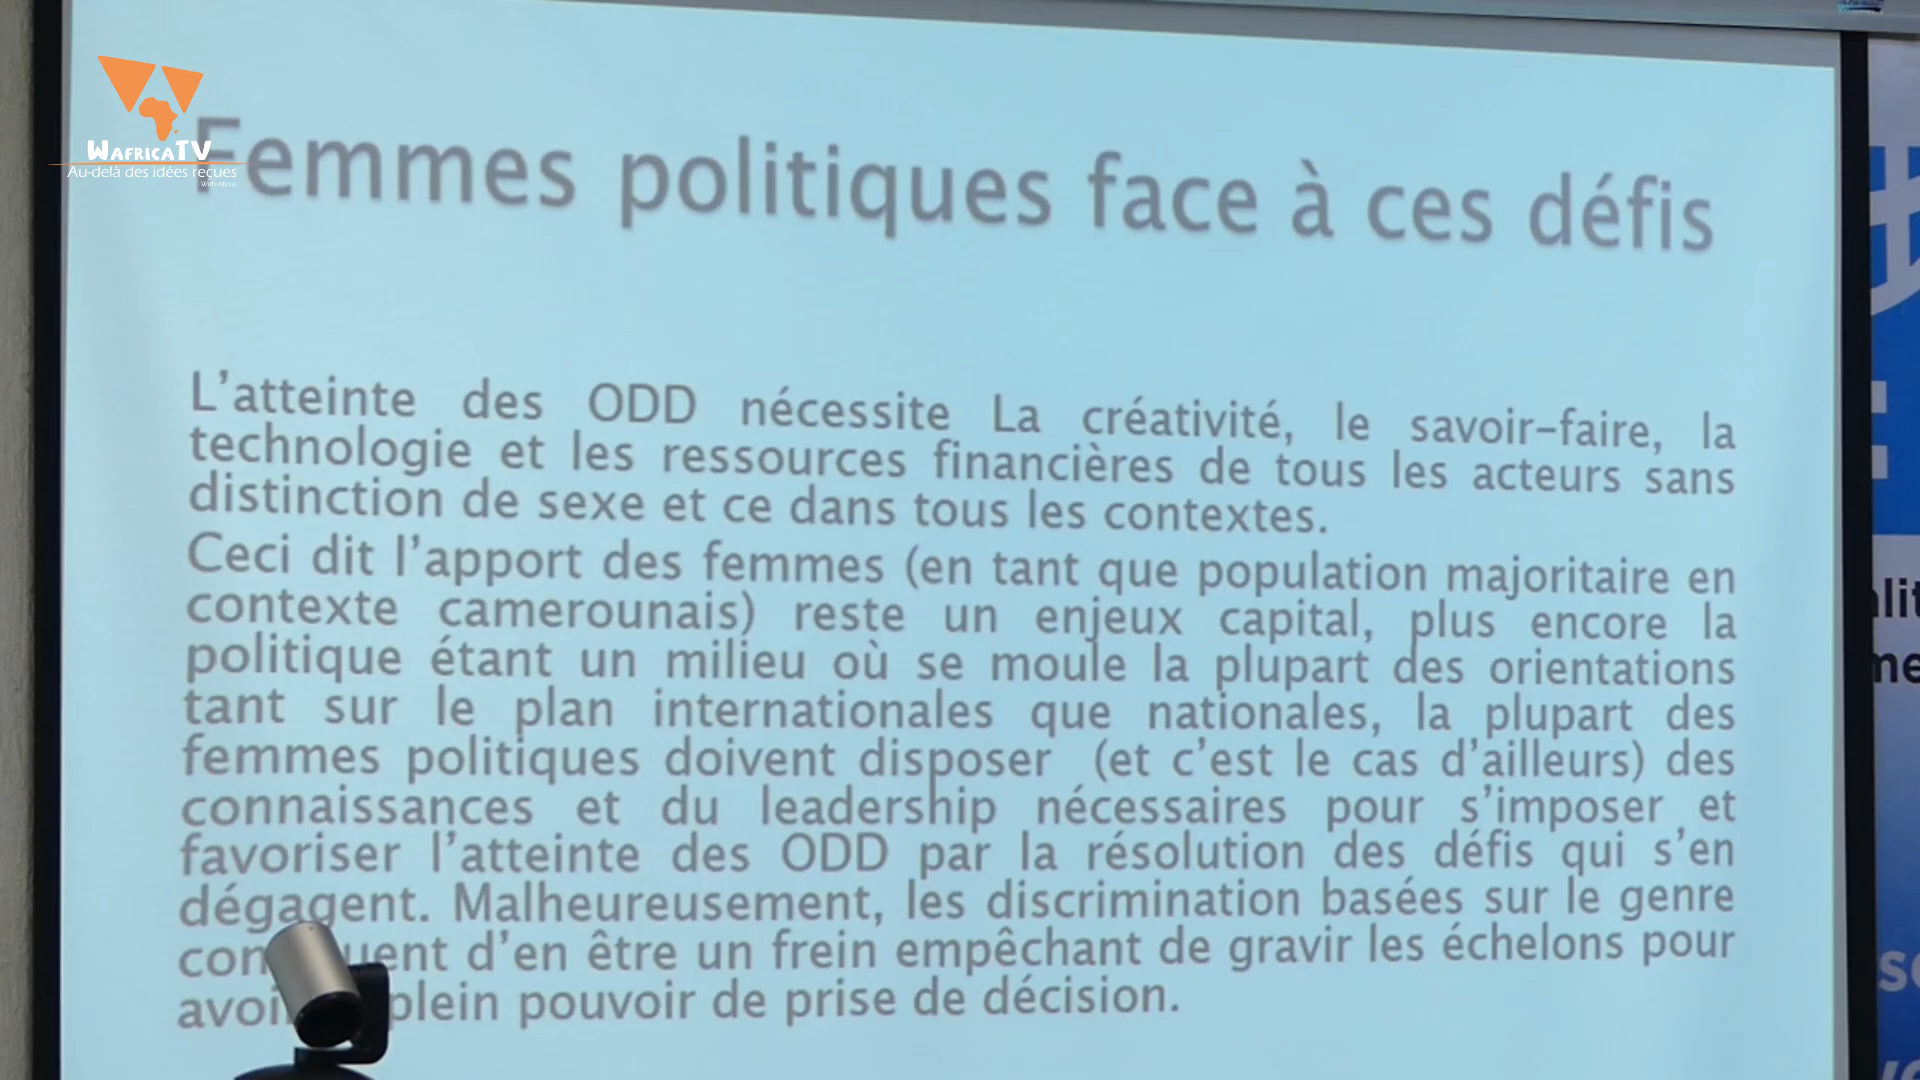 WAFRICATV
Au-delà des idées reçues
With Africa
Femmes politiques face à ces défis
L'atteinte des ODD nécessite La créativité, le savoir-faire, la
technologie et les ressources financières de tous les acteurs sans
distinction de sexe et ce dans tous les contextes.
Ceci dit l'apport des femmes (en tant que population majoritaire en
contexte camerounais) reste un enjeux capital, plus encore la
politique étant un milieu où se moule la plupart des orientations
tant sur le plan internationales que nationales, la plupart des
femmes politiques doivent disposer (et c'est le cas d'ailleurs) des
connaissances et du leadership nécessaires pour s'imposer et
favoriser l'atteinte des ODD par la résolution des défis qui s'en
dégagent. Malheureusement, les discrimination basées sur le genre
d'en être un frein empêchant de gravir les échelons pour
plein pouvoir de prise de décision.